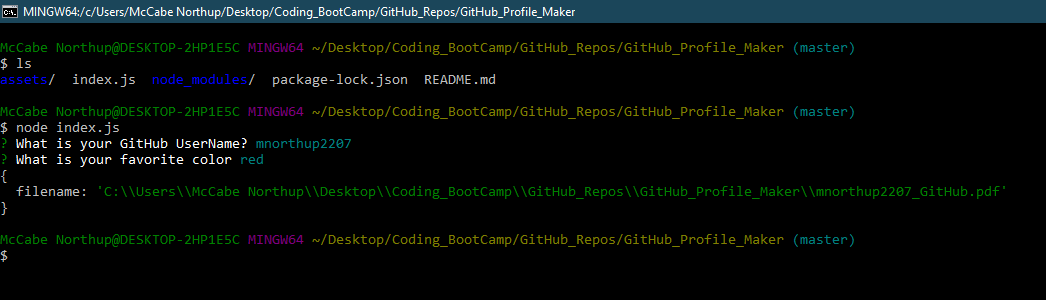 MINGW64:/c/Users/McCabe Northup/Desktop/Coding_BootCamp/GitHub_Repos/GitHub_Profile_Maker
McCabe Northup@DESKTOP-2HP1E5C MINGW64 ~/Desktop/Coding_BootCamp/GitHub_Repos/GitHub_Profile_Maker (master)
$ ls
assets/  index.js  node_modules/  package-lock.json  README.md
McCabe Northup@DESKTOP-2HP1E5C MINGW64 ~/Desktop/Coding_BootCamp/GitHub_Repos/GitHub_Profile_Maker (master)
$ node index.js
? What is your GitHub UserName? mnorthup2207
? What is your favorite color red
{
  filename: 'C:\\Users\\McCabe Northup\\Desktop\\Coding_BootCamp\\GitHub_Repos\\GitHub_Profile_Maker\\mnorthup2207_GitHub.pdf'
}
McCabe Northup@DESKTOP-2HP1E5C MINGW64 ~/Desktop/Coding_BootCamp/GitHub_Repos/GitHub_Profile_Maker (master)
$